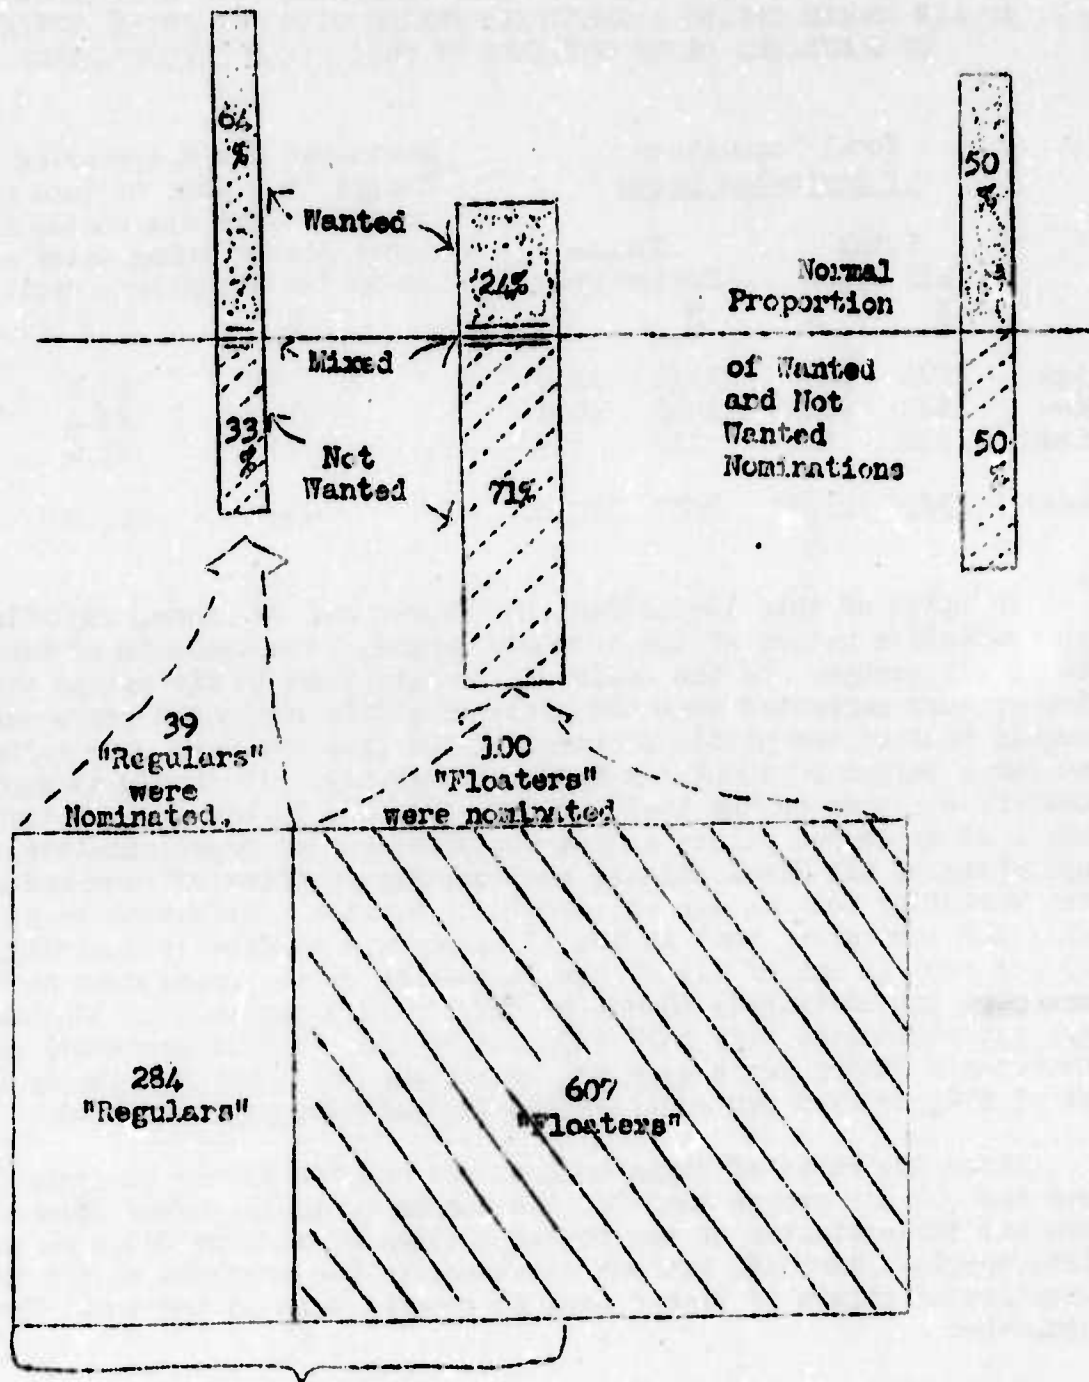 64
%
Wanted
24%
50
%
Normal
Proportion
Mixed
of Wanted
and Not
Wanted
Nominations
33
%
Not
Wanted
71%
50
%
39
"Regulars"
were
Nominated.
100
"Floaters"
were nominated
284
"Regulars"
607
"Floaters"